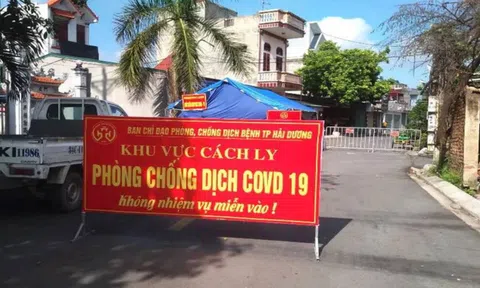 BAN CHỈ ĐẠO PHÒNG, CHỐNG DỊCH BỆNH TP HẢI DƯƠNG
KHU VỰC CÁCH LY
PHÒNG CHỐNG DỊCH COVD 19
Không nhiệm vụ miễn vào !
11986